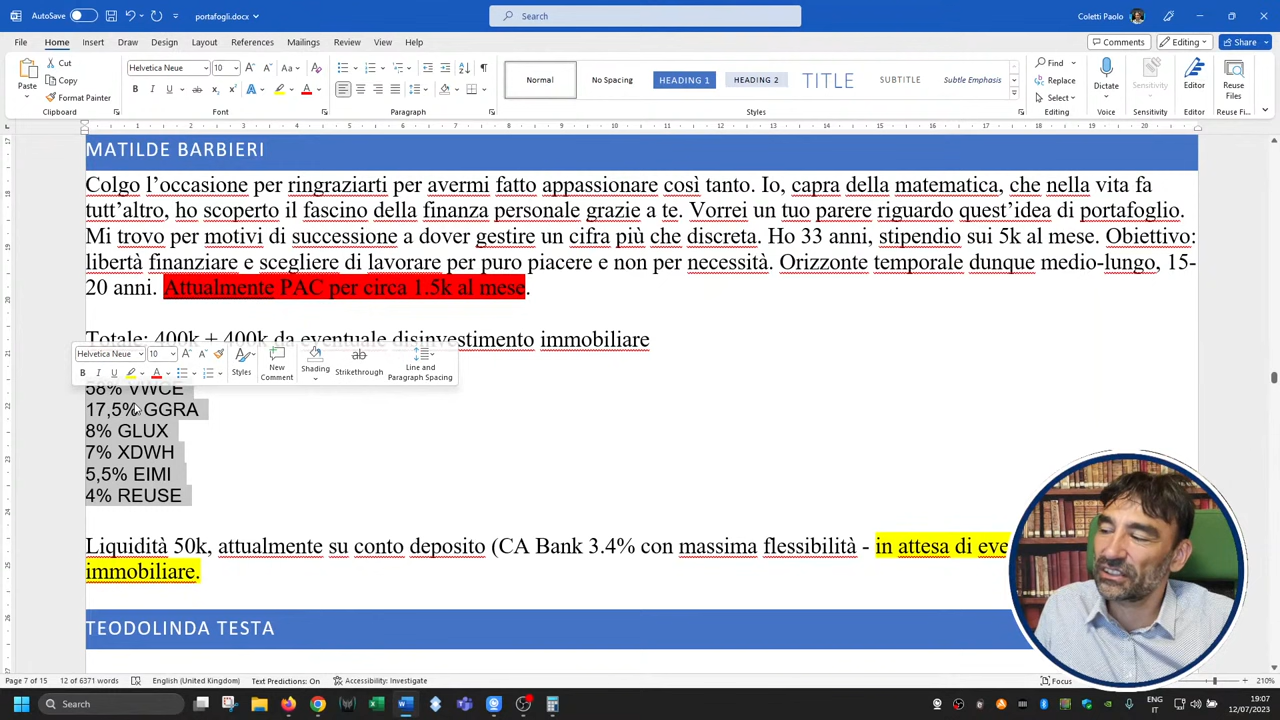 AutoSave
portafogli.docx
Search
Coletti Paolo
File Home Insert Draw Design Layout References Mailings Review View Help
Comments Editing Share
Paste
Cut
Copy
Format Painter
Clipboard
Helvetica Neue 10
Font
Paragraph
Normal
No Spacing
HEADING 1
HEADING 2
TITLE
SUBTITLE
Subtle Emphasis
Styles
Find
Replace
Select
Editing
Dictate
Voice
Sensitivity
Sensitivity
Editor
Editor
Reuse Files
Reuse Files
MATILDE BARBIERI
Colgo l’occasione per ringraziarti per avermi fatto appassionare così tanto. Io, capra della matematica, che nella vita fa
tutt’altro, ho scoperto il fascino della finanza personale grazie a te. Vorrei un tuo parere riguardo quest’idea di portafoglio.
Mi trovo per motivi di successione a dover gestire un cifra più che discreta. Ho 33 anni, stipendio sui 5k al mese. Obiettivo:
libertà finanziare e scegliere di lavorare per puro piacere e non per necessità. Orizzonte temporale dunque medio-lungo, 15-
20 anni. Attualmente PAC per circa 1.5k al mese.
Totale: 400k + 400k da eventuale disinvestimento immobiliare
Helvetica Neue 10
Styles
New Comment
Shading
Strikethrough
Line and Paragraph Spacing
58% VWCE
17,5% GGRA
8% GLUX
7% XDWH
5,5% EIMI
4% REUSE
Liquidità 50k, attualmente su conto deposito (CA Bank 3.4% con massima flessibilità - in attesa di
immobiliare.
TEODOLINDA TESTA
Page 7 of 15 12 of 6371 words English (United Kingdom) Text Predictions: On Accessibility: Investigate Focus 210%
Search
ENG
IT
19:07
12/07/2023